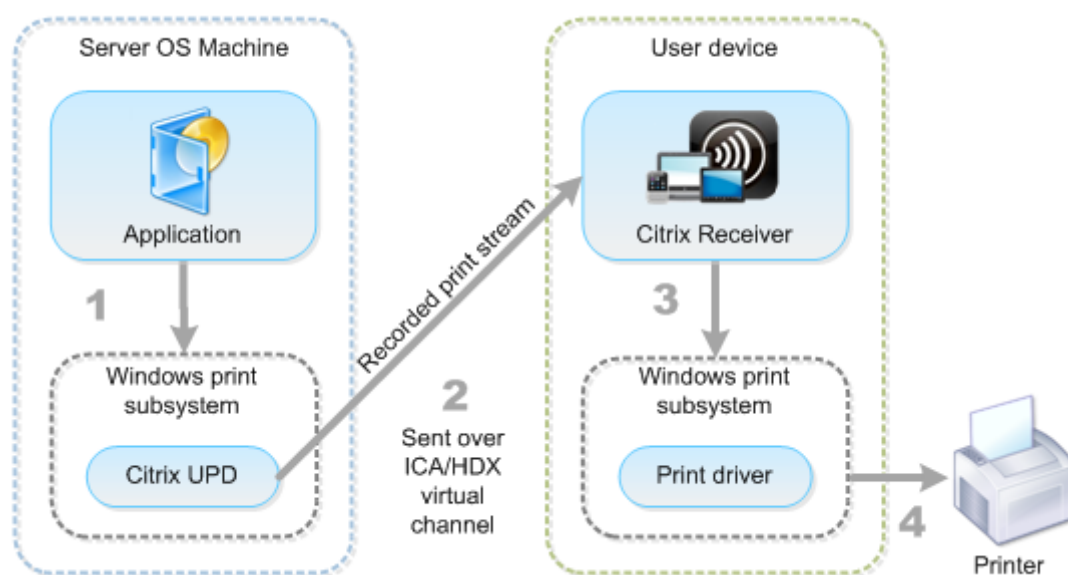 Server OS Machine
Application
1
Windows print
subsystem
Citrix UPD
Recorded print stream
2
Sent over
ICA/HDX
virtual
channel
User device
Citrix Receiver
3
Windows print
subsystem
Print driver
4
Printer